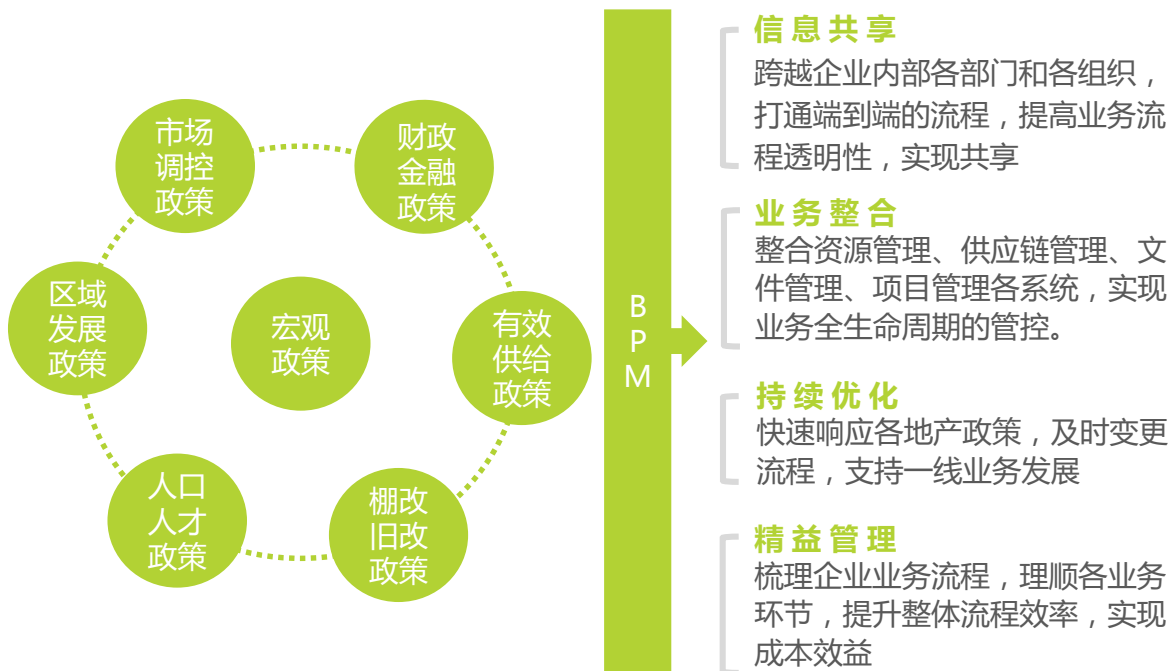 市场
调控
政策
财政
金融
政策
区域
发展
政策
宏观
政策
有效
供给
政策
人口
人才
政策
棚改
旧改
政策
B
P
M
信息共享
跨越企业内部各部门和各组织，
打通端到端的流程，提高业务流
程透明性，实现共享
业务整合
整合资源管理、供应链管理、文
件管理、项目管理各系统，实现
业务全生命周期的管控。
持续优化
快速响应各地产政策，及时变更
流程，支持一线业务发展
精益管理
梳理企业业务流程，理顺各业务
环节，提升整体流程效率，实现
成本效益